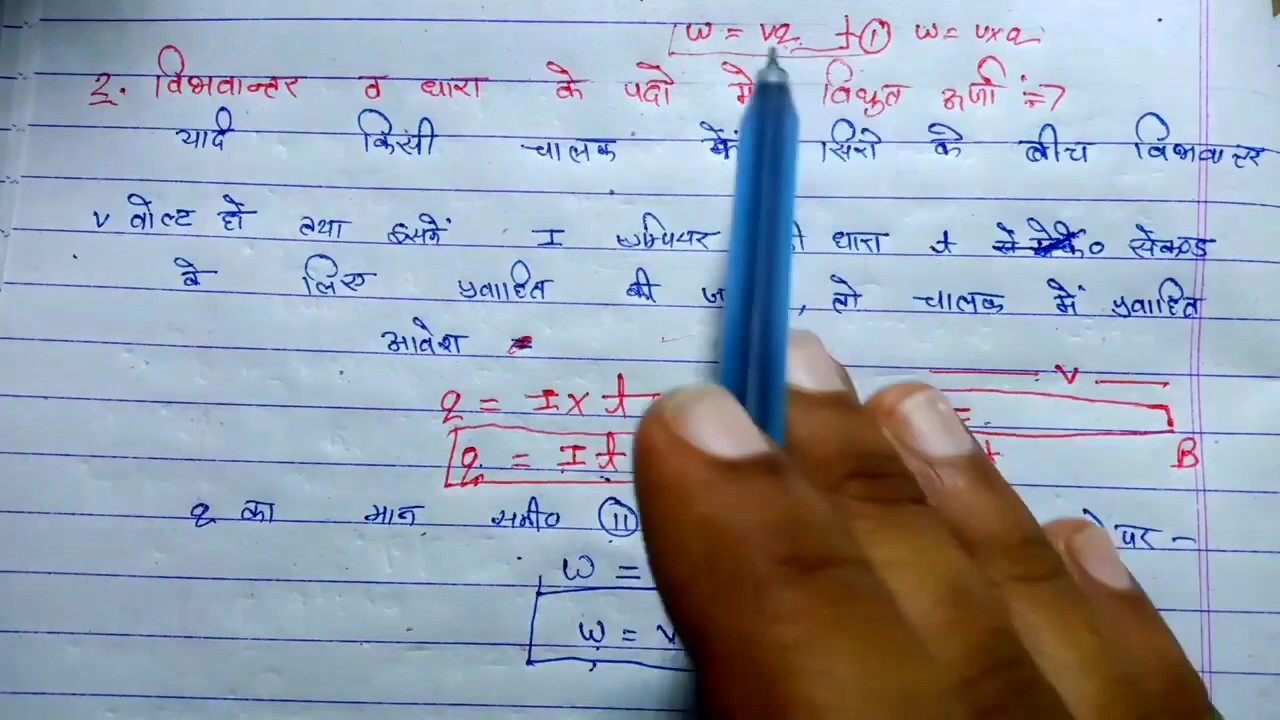 W = Vq → ① W = V×q
2. विभवान्तर व धारा के पदों में विधुत ऊर्जा :=>
यदि किसी चालक के सिरो के बीच विभवान्तर
V वोल्ट हो तथा इसमें I एम्पियर धारा t सेकण्ड
के लिए प्रवाहित की , तो चालक में प्रवाहित
आवेश =
q = I × t
V
q = I t
B
q का मान समी० ⑪ पर -
W =
W = V